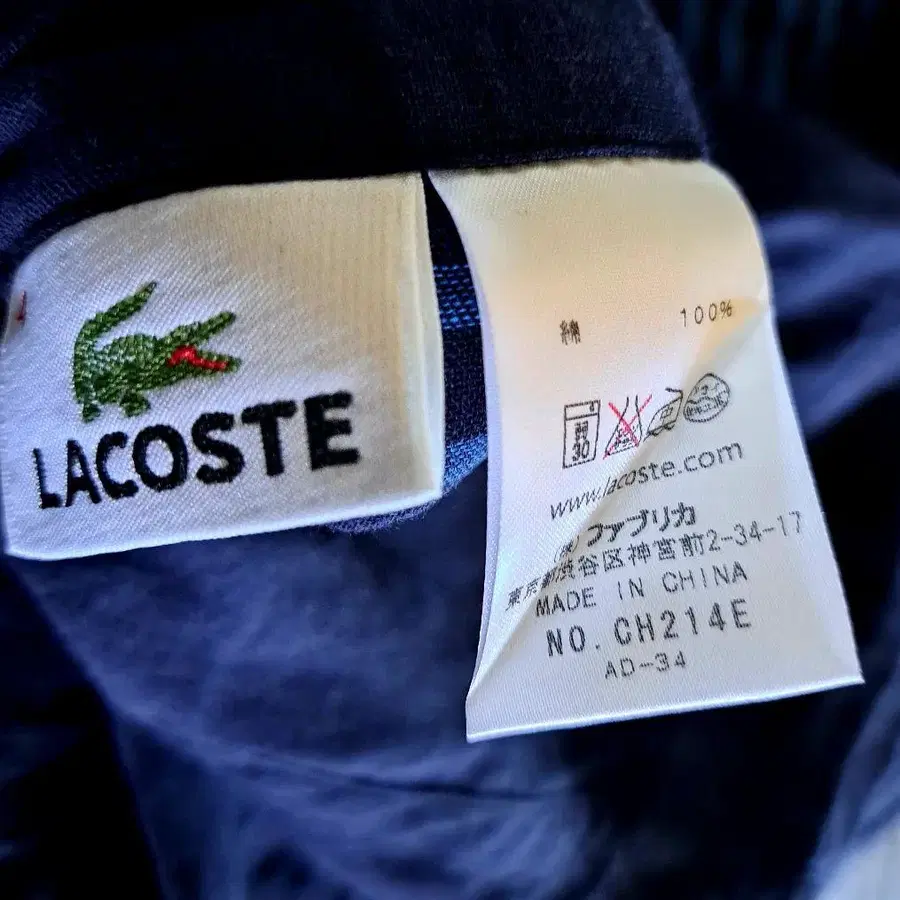 LACOSTE
綿 100%
30
www.lacoste.com
(株)ファブリカ
東京都渋谷区神宮前2-34-17
MADE IN CHINA
NO.CH214E
AD-34